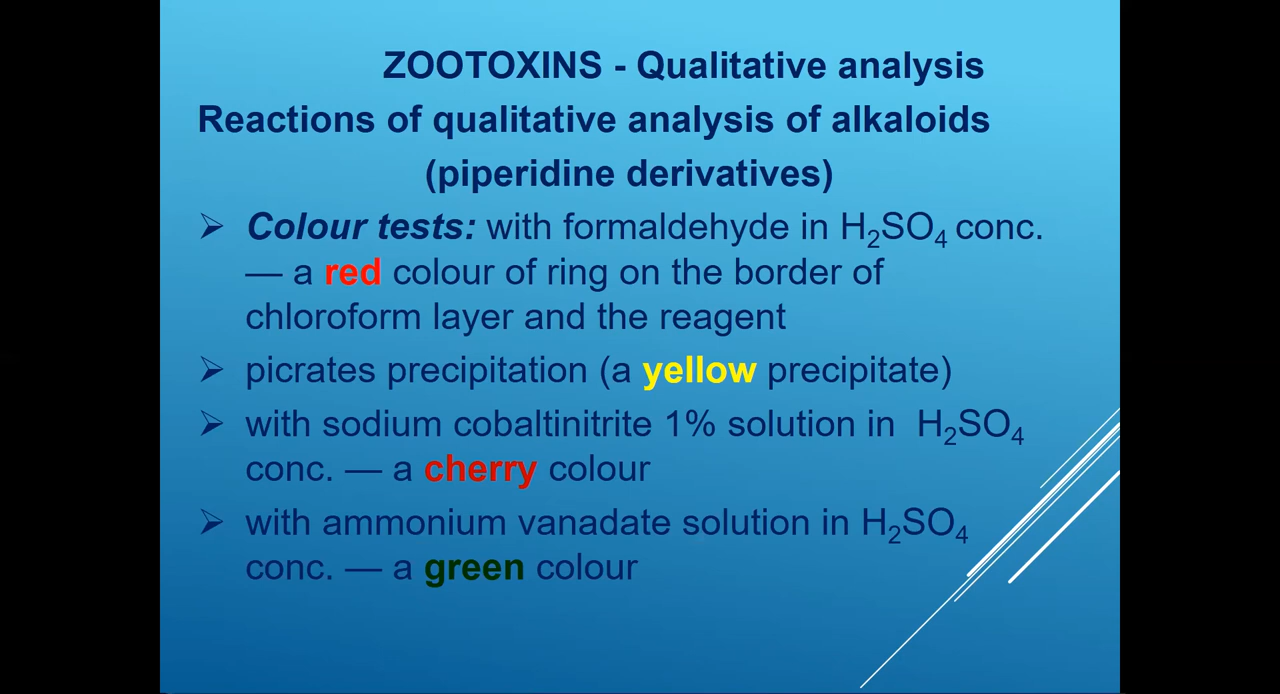 ZOOTOXINS - Qualitative analysis
Reactions of qualitative analysis of alkaloids
(piperidine derivatives)
➢ Colour tests: with formaldehyde in H₂SO₄ conc.
— a red colour of ring on the border of
chloroform layer and the reagent
➢ picrates precipitation (a yellow precipitate)
➢ with sodium cobaltinitrite 1% solution in H₂SO₄
conc. — a cherry colour
➢ with ammonium vanadate solution in H₂SO₄
conc. — a green colour